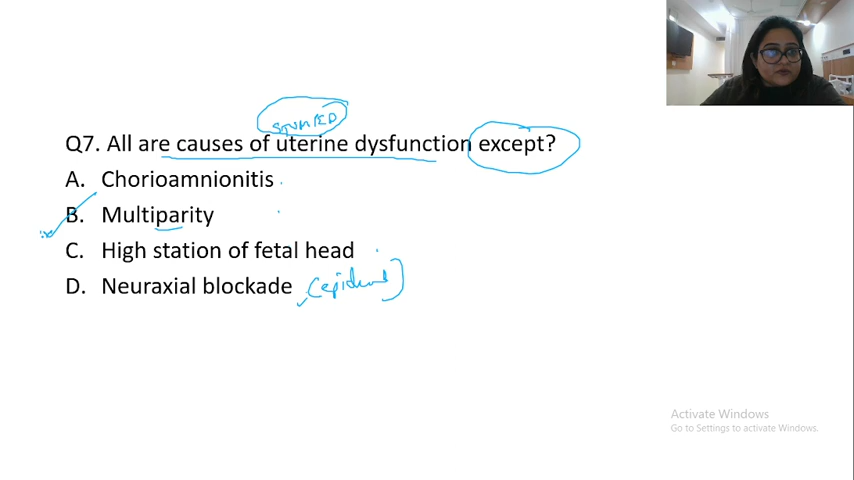 STUMPED
Q7. All are causes of uterine dysfunction except?
A. Chorioamnionitis
B. Multiparity
C. High station of fetal head
D. Neuraxial blockade (epidural)
Activate Windows
Go to Settings to activate Windows.